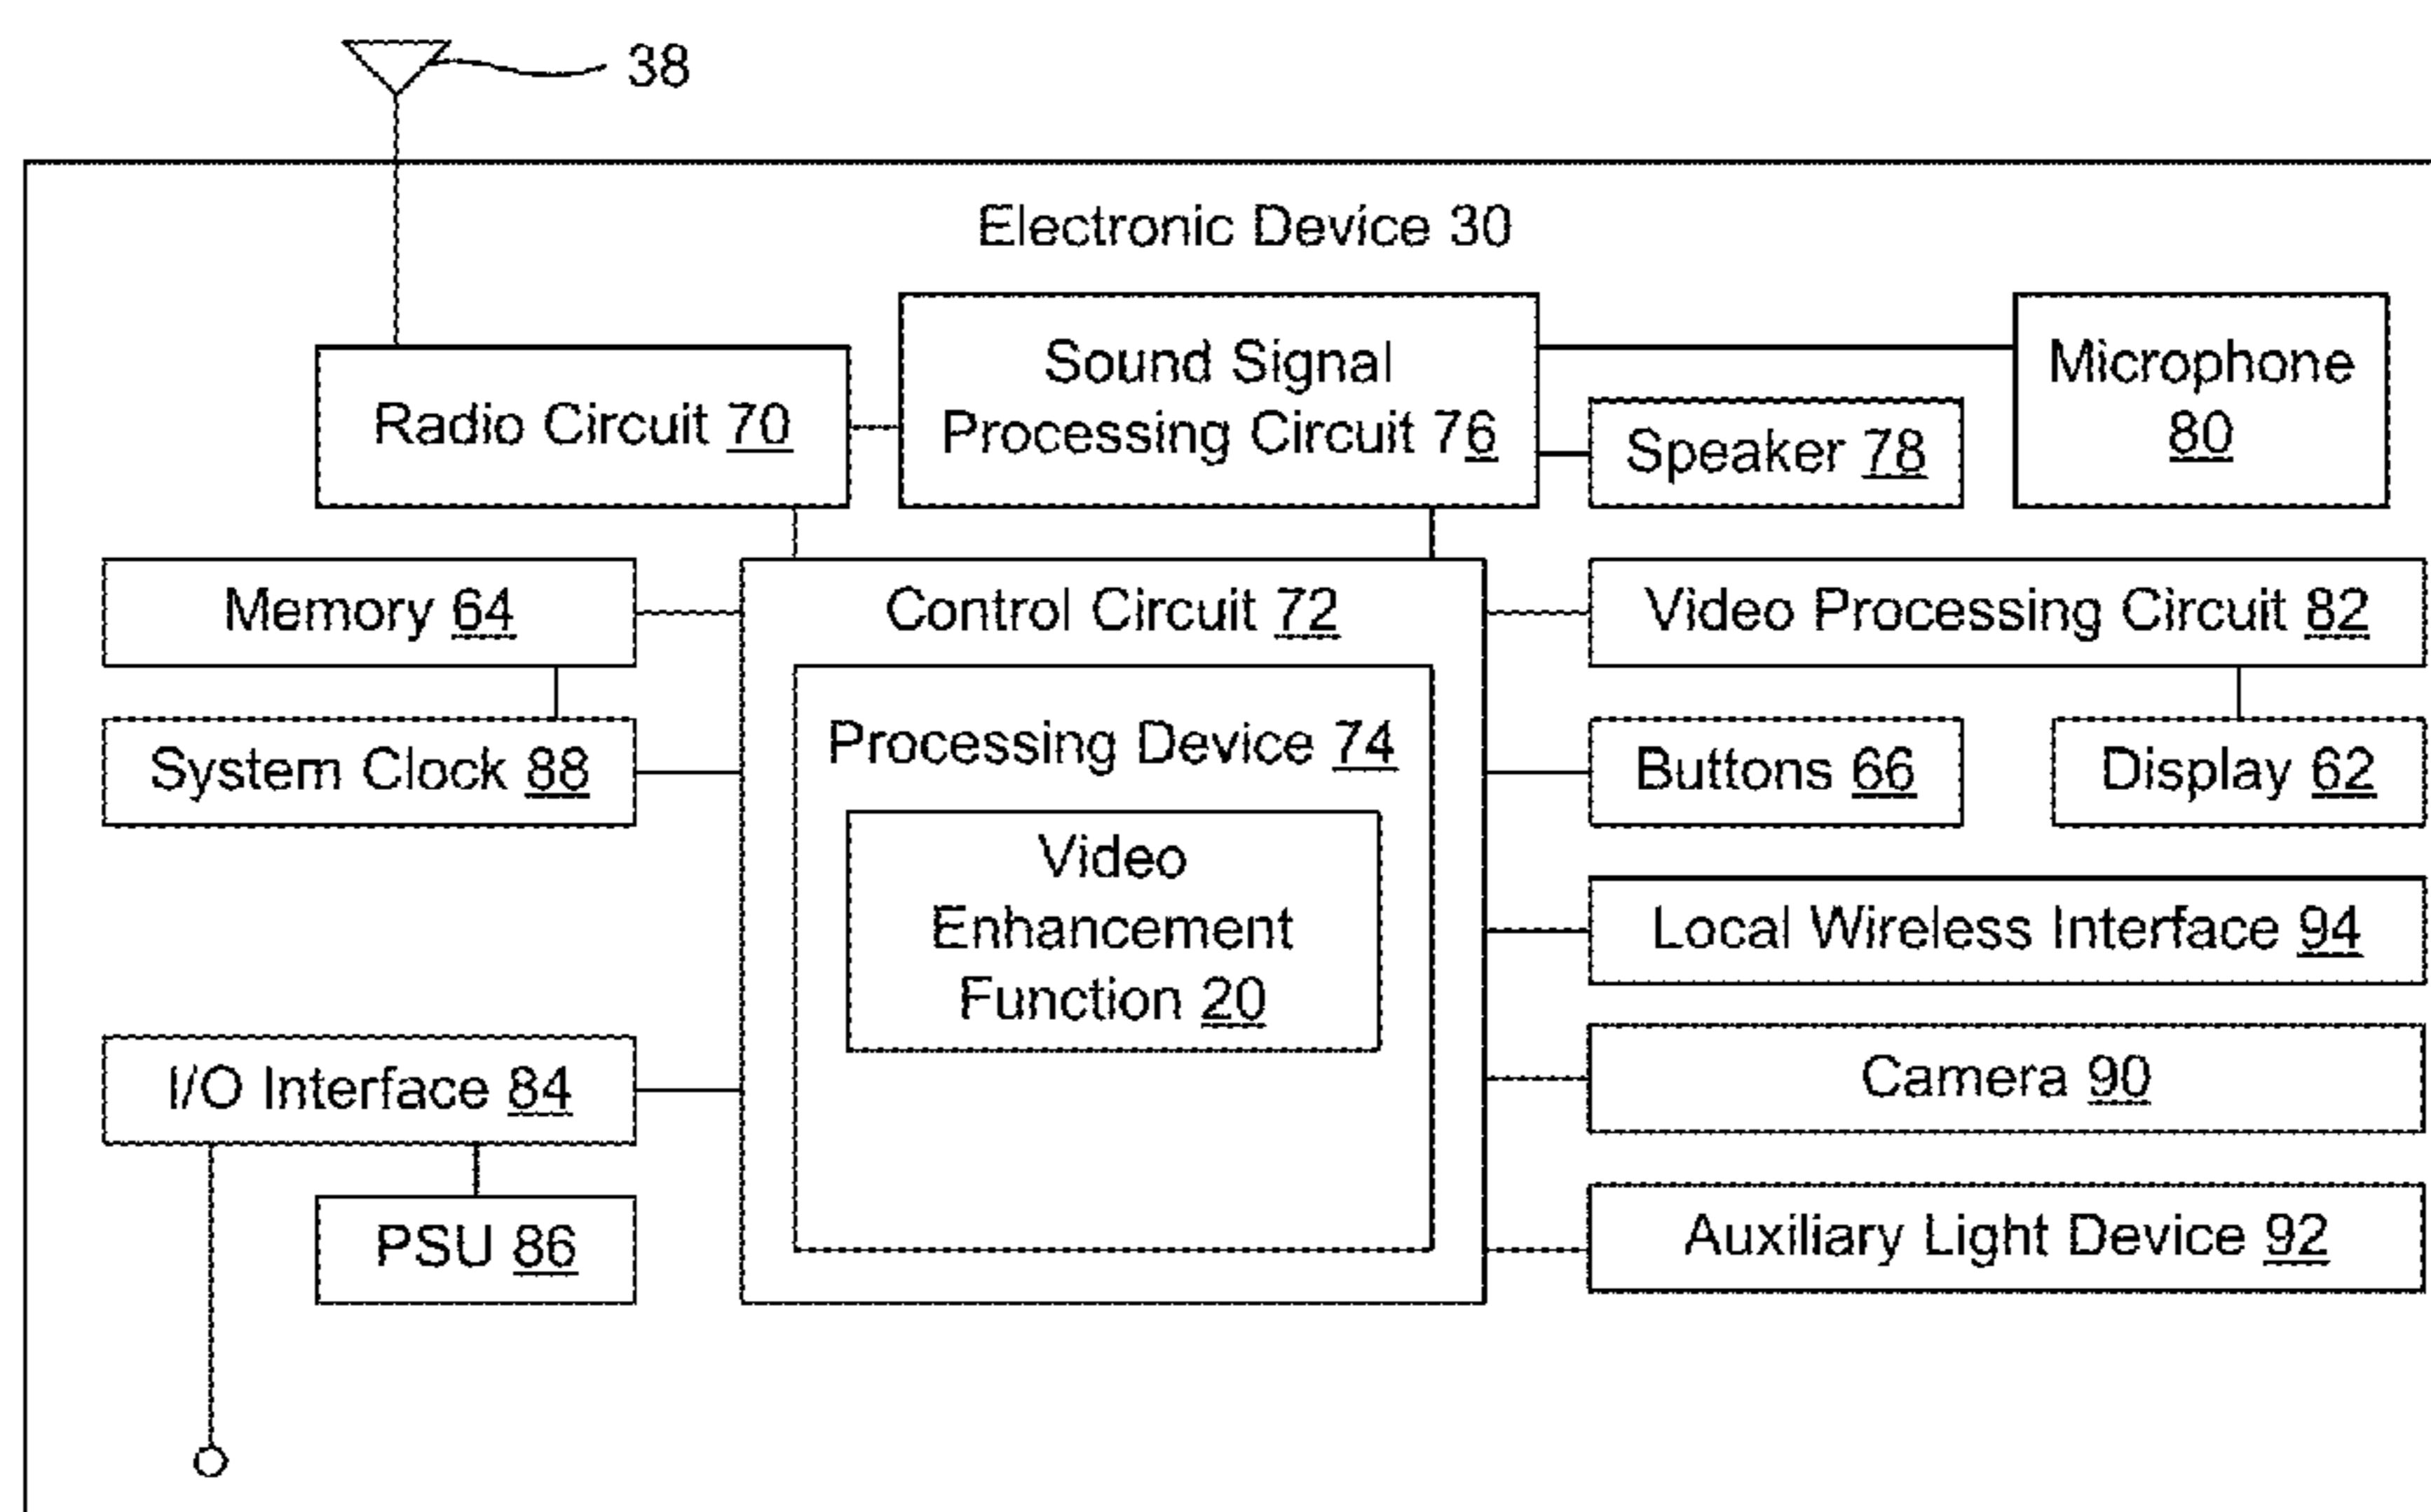 38
Electronic Device 30
Sound Signal
Processing Circuit 76
Microphone
80
Radio Circuit 70
Speaker 78
Memory 64
Control Circuit 72
Video Processing Circuit 82
System Clock 88
Processing Device 74
Buttons 66
Display 62
Video
Enhancement
Function 20
Local Wireless Interface 94
I/O Interface 84
Camera 90
PSU 86
Auxiliary Light Device 92